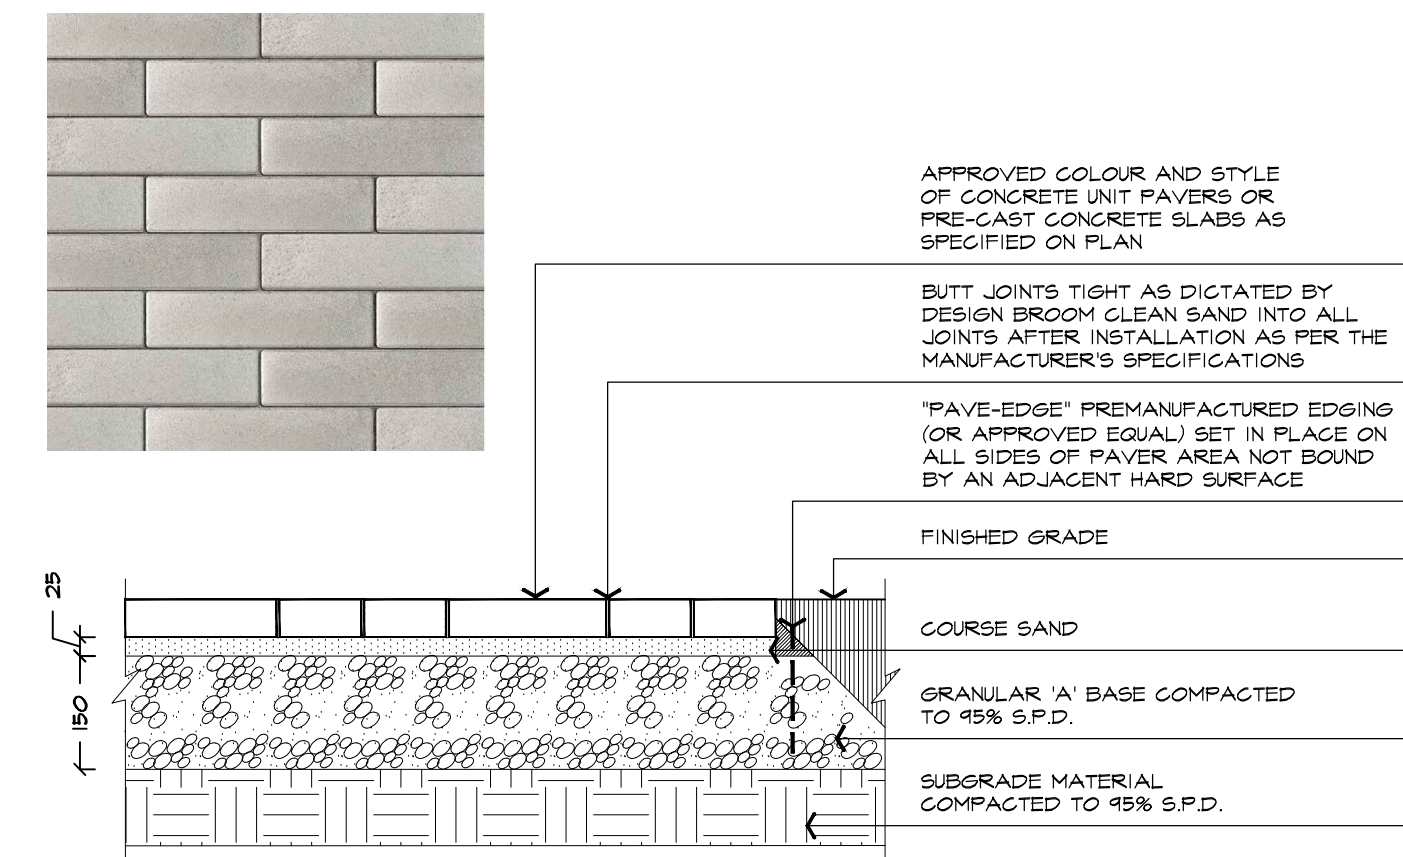 APPROVED COLOUR AND STYLE
OF CONCRETE UNIT PAVERS OR
PRE-CAST CONCRETE SLABS AS
SPECIFIED ON PLAN
BUTT JOINTS TIGHT AS DICTATED BY
DESIGN BROOM CLEAN SAND INTO ALL
JOINTS AFTER INSTALLATION AS PER THE
MANUFACTURER'S SPECIFICATIONS
"PAVE-EDGE" PREMANUFACTURED EDGING
(OR APPROVED EQUAL) SET IN PLACE ON
ALL SIDES OF PAVER AREA NOT BOUND
BY AN ADJACENT HARD SURFACE
FINISHED GRADE
25
COURSE SAND
150
GRANULAR 'A' BASE COMPACTED
TO 95% S.P.D.
SUBGRADE MATERIAL
COMPACTED TO 95% S.P.D.